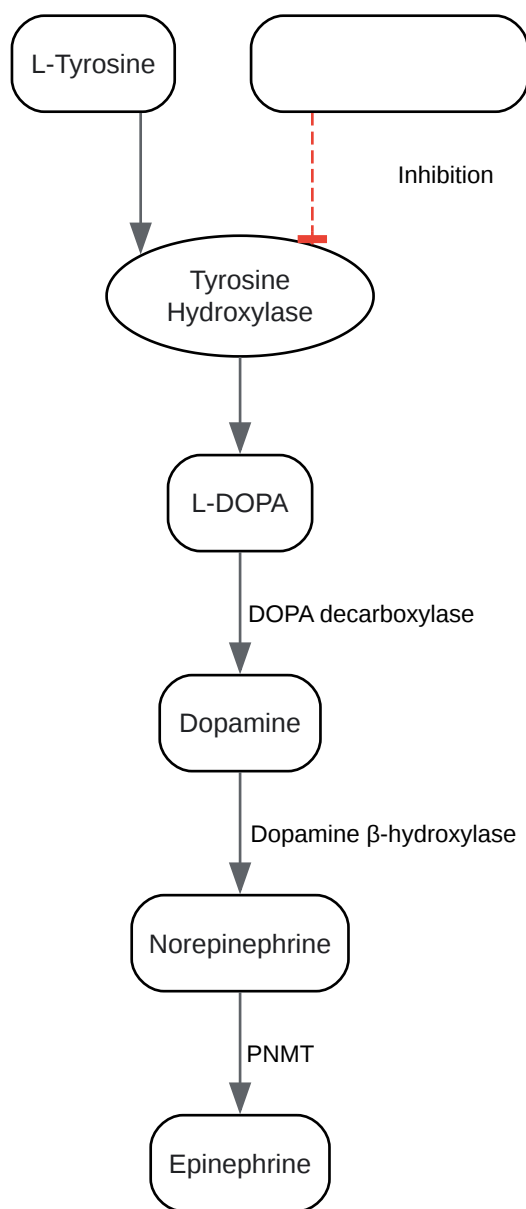 L-Tyrosine
Inhibition
Tyrosine
Hydroxylase
L-DOPA
DOPA decarboxylase
Dopamine
Dopamine β-hydroxylase
Norepinephrine
PNMT
Epinephrine